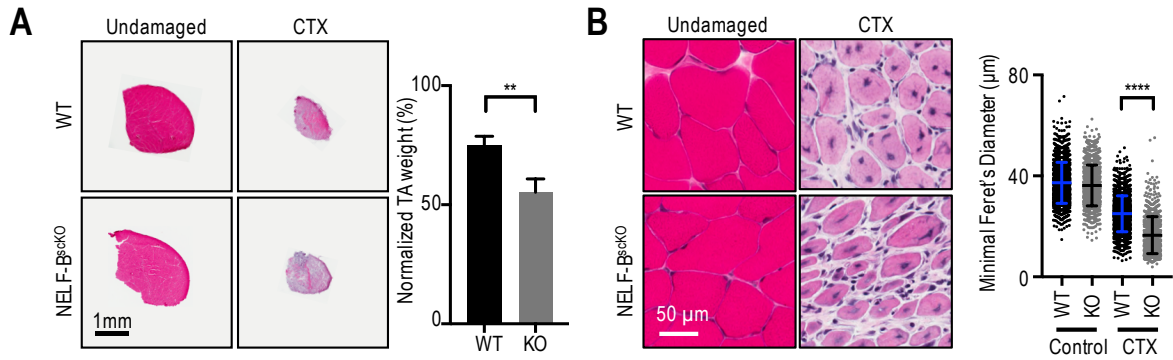 A
Undamaged
CTX
WT
NELF-BscKO
1mm
Normalized TA weight (%)
100
50
0
**
WT
KO
B
Undamaged
CTX
WT
NELF-BscKO
50 µm
Minimal Feret's Diameter (µm)
80
40
0
****
WT
KO
WT
KO
Control
CTX